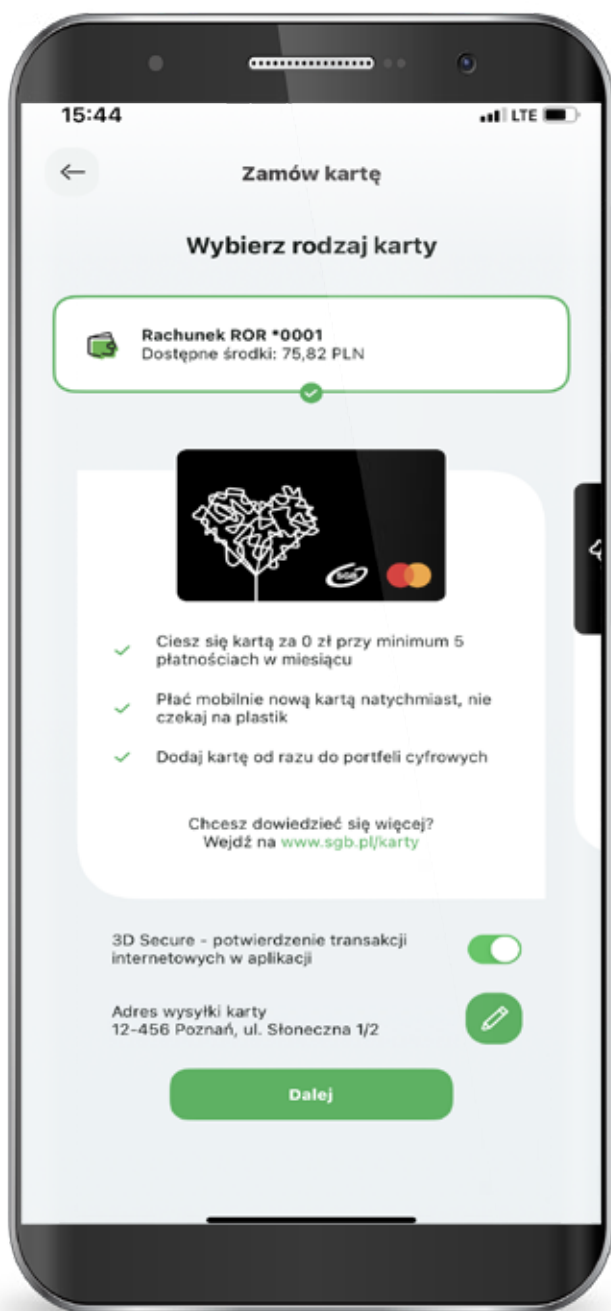 15:44
LTE
Zamów kartę
Wybierz rodzaj karty
Rachunek ROR *0001
Dostępne środki: 75,82 PLN
SGB
Ciesz się kartą za 0 zł przy minimum 5
płatnościach w miesiącu
Płać mobilnie nową kartą natychmiast, nie
czekaj na plastik
Dodaj kartę od razu do portfeli cyfrowych
Chcesz dowiedzieć się więcej?
Wejdź na www.sgb.pl/karty
3D Secure - potwierdzenie transakcji
internetowych w aplikacji
Adres wysyłki karty
12-456 Poznań, ul. Słoneczna 1/2
Dalej